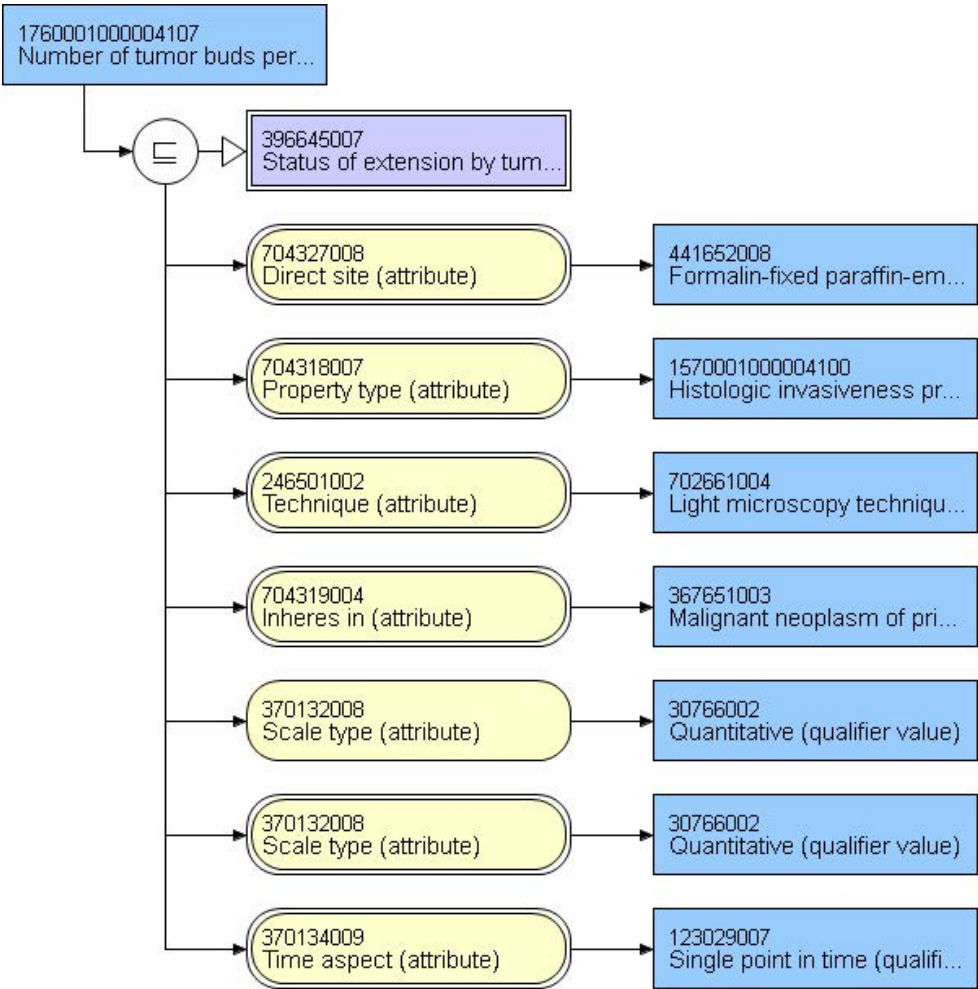 1760001000004107
Number of tumor buds per...
⊑
396645007
Status of extension by tum...
704327008
Direct site (attribute)
441652008
Formalin-fixed paraffin-em...
704318007
Property type (attribute)
1570001000004100
Histologic invasiveness pr...
246501002
Technique (attribute)
702661004
Light microscopy techniqu...
704319004
Inheres in (attribute)
367651003
Malignant neoplasm of pri...
370132008
Scale type (attribute)
30766002
Quantitative (qualifier value)
370132008
Scale type (attribute)
30766002
Quantitative (qualifier value)
370134009
Time aspect (attribute)
123029007
Single point in time (qualifi...